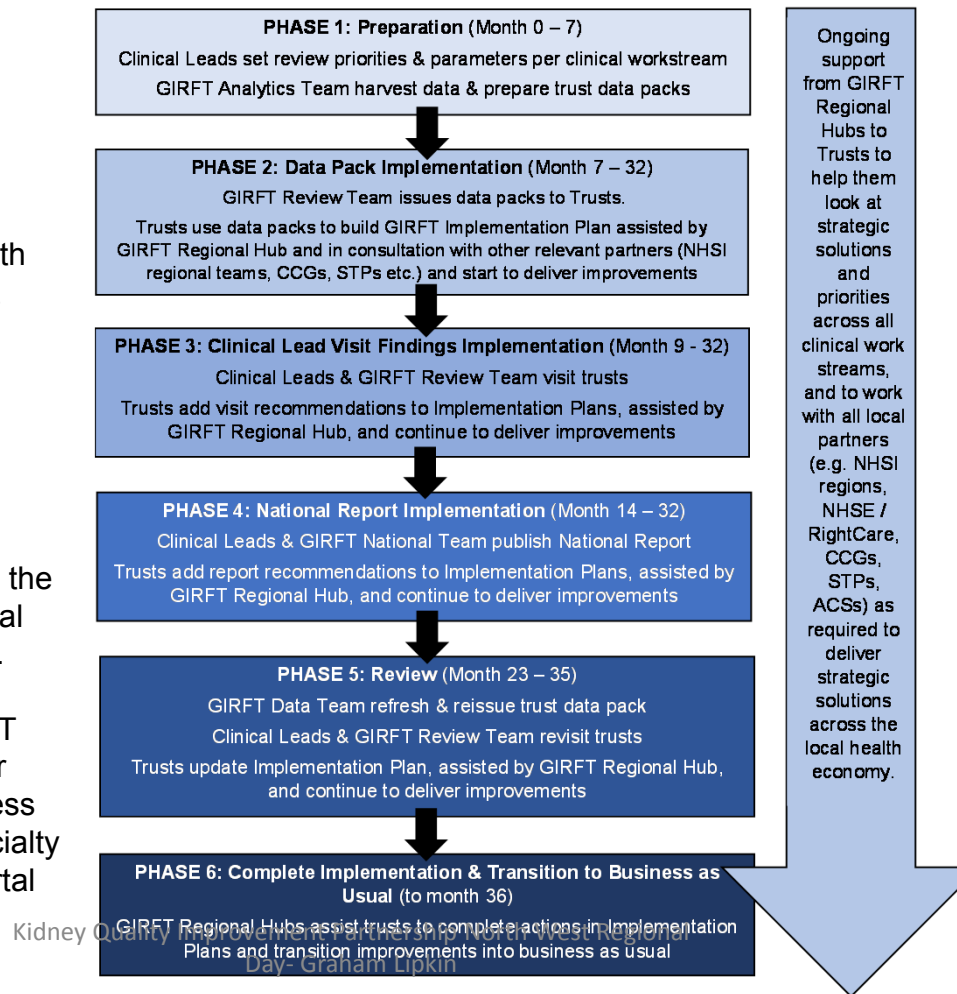 th
the
al
.
T
r
ess
cialty
rtal
PHASE 1: Preparation (Month 0 – 7)
Clinical Leads set review priorities & parameters per clinical workstream
GIRFT Analytics Team harvest data & prepare trust data packs
PHASE 2: Data Pack Implementation (Month 7 – 32)
GIRFT Review Team issues data packs to Trusts.
Trusts use data packs to build GIRFT Implementation Plan assisted by
GIRFT Regional Hub and in consultation with other relevant partners (NHSI
regional teams, CCGs, STPs etc.) and start to deliver improvements
PHASE 3: Clinical Lead Visit Findings Implementation (Month 9 - 32)
Clinical Leads & GIRFT Review Team visit trusts
Trusts add visit recommendations to Implementation Plans, assisted by
GIRFT Regional Hub, and continue to deliver improvements
PHASE 4: National Report Implementation (Month 14 – 32)
Clinical Leads & GIRFT National Team publish National Report
Trusts add report recommendations to Implementation Plans, assisted by
GIRFT Regional Hub, and continue to deliver improvements
PHASE 5: Review (Month 23 – 35)
GIRFT Data Team refresh & reissue trust data pack
Clinical Leads & GIRFT Review Team revisit trusts
Trusts update Implementation Plan, assisted by GIRFT Regional Hub,
and continue to deliver improvements
PHASE 6: Complete Implementation & Transition to Business as
Usual (to month 36)
GIRFT Regional Hubs assist trusts to complete actions in Implementation
Plans and transition improvements into business as usual
Kidney Quality Improvement Partnership North West Regional
Day- Graham Lipkin
Ongoing
support
from GIRFT
Regional
Hubs to
Trusts to
help them
look at
strategic
solutions
and
priorities
across all
clinical work
streams,
and to work
with all local
partners
(e.g. NHSI
regions,
NHSE /
RightCare,
CCGs,
STPs,
ACSs) as
required to
deliver
strategic
solutions
across the
local health
economy.